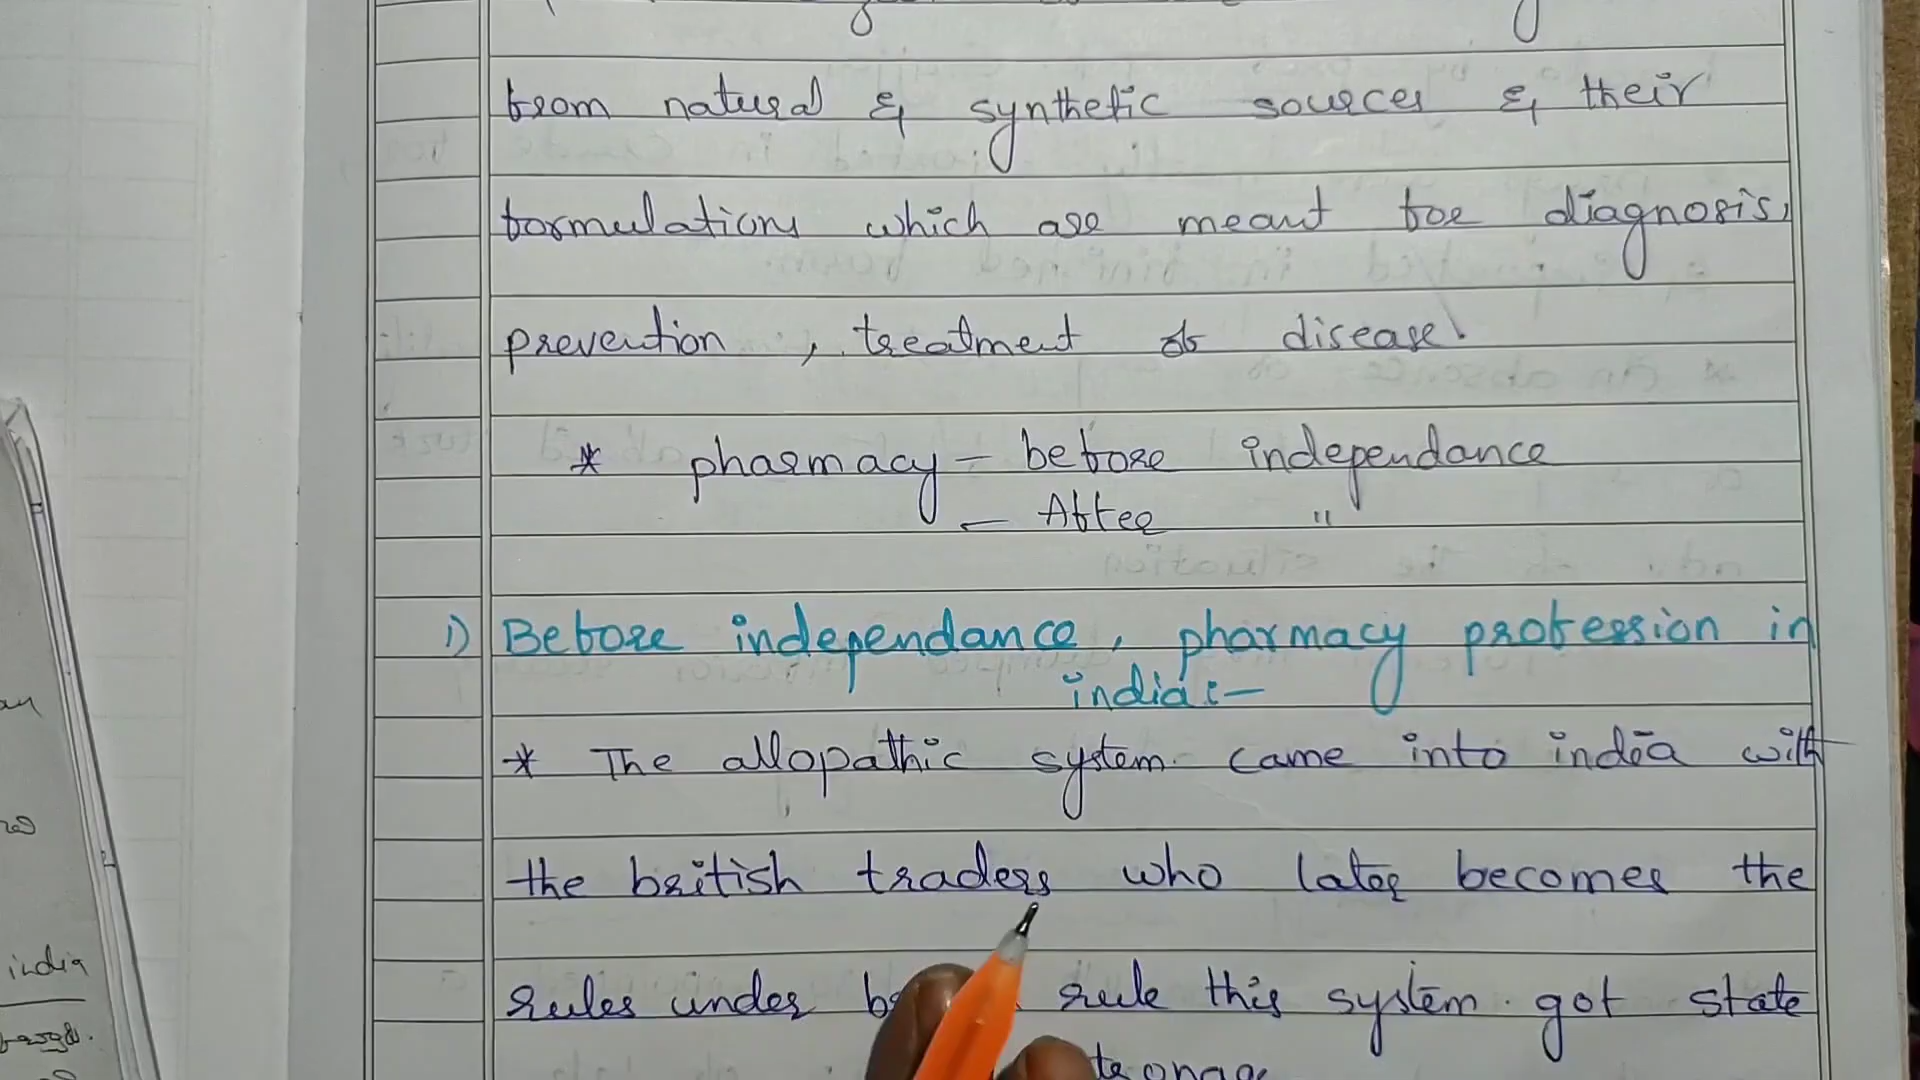 from natural & synthetic sources & their
formulations which are meant for diagnosis,
prevention, treatment of disease.
* pharmacy - before independance
- After "
1) Before independance, pharmacy profession in
india:-
* The allopathic system came into india with
the british traders who later becomes the
rules under rule this system got state
india